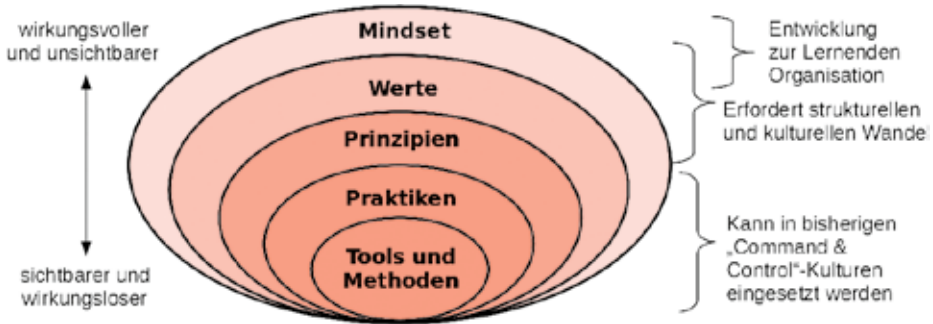 wirkungsvoller
und unsichtbarer
sichtbarer und
wirkungsloser
Mindset
Werte
Prinzipien
Praktiken
Tools und
Methoden
Entwicklung
zur Lernenden
Organisation
Erfordert strukturellen
und kulturellen Wandel
Kann in bisherigen
„Command &
Control“-Kulturen
eingesetzt werden